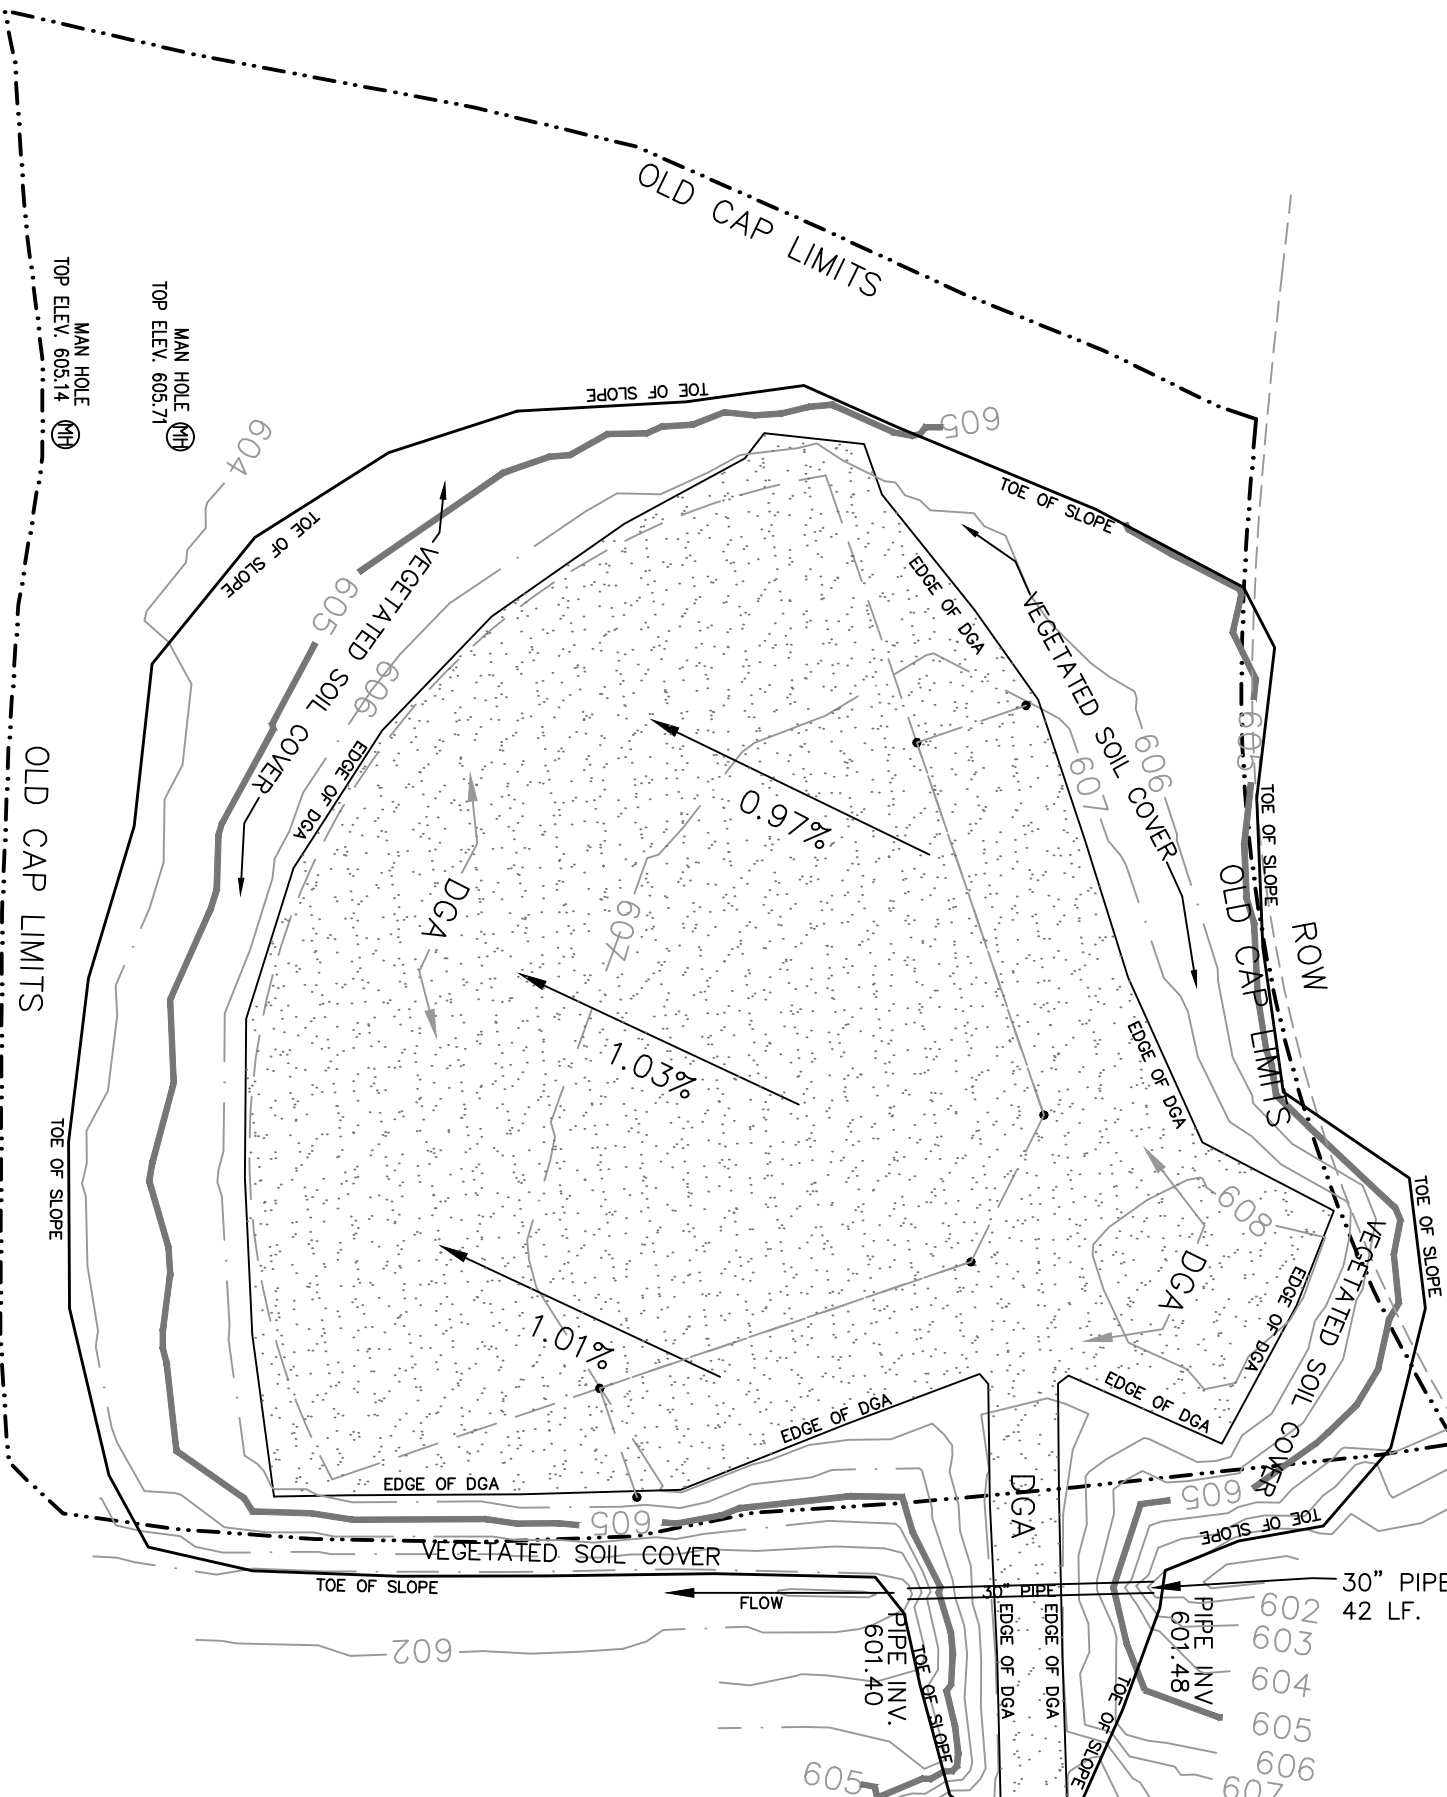 OLD CAP LIMITS
MAN HOLE
TOP ELEV. 605.14
MH
MAN HOLE
TOP ELEV. 605.71
MH
604
TOE OF SLOPE
605
TOE OF SLOPE
TOE OF SLOPE
605
VEGETATED SOIL COVER
606
EDGE OF DGA
EDGE OF DGA
VEGETATED SOIL COVER
606
607
605
TOE OF SLOPE
OLD CAP LIMITS
ROW
OLD CAP LIMITS
0.97%
DGA
607
1.03%
EDGE OF DGA
TOE OF SLOPE
608
DGA
TOE OF SLOPE
VEGETATED SOIL COVER
EDGE OF DGA
1.01%
EDGE OF DGA
EDGE OF DGA
EDGE OF DGA
605
DGA
605
TOE OF SLOPE
VEGETATED SOIL COVER
TOE OF SLOPE
FLOW
30" PIPE
30" PIPE
42 LF.
602
PIPE INV.
601.40
TOE OF SLOPE
EDGE OF DGA
EDGE OF DGA
PIPE INV
601.48
TOE OF SLOPE
602
603
604
605
606
607
605